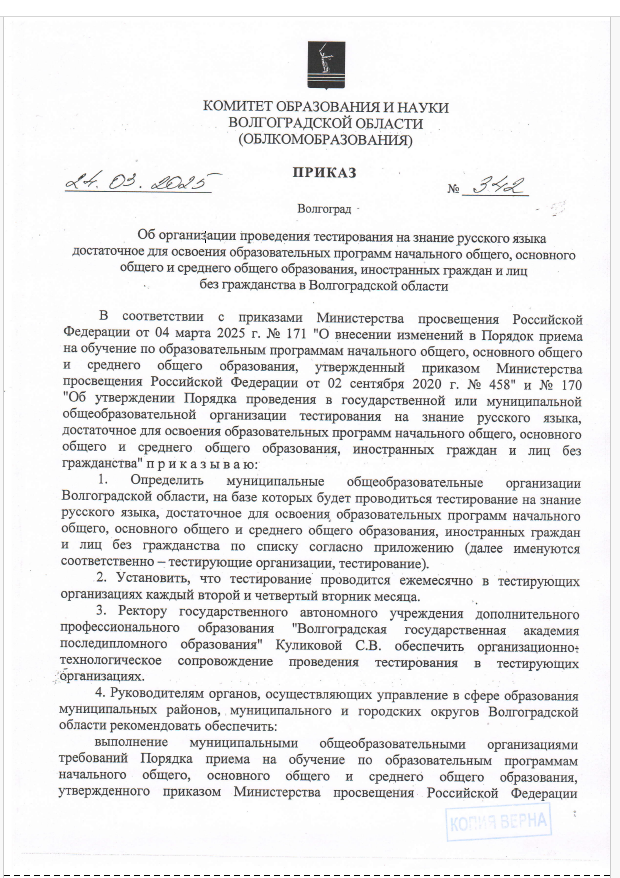 КОМИТЕТ ОБРАЗОВАНИЯ И НАУКИ
ВОЛГОГРАДСКОЙ ОБЛАСТИ
(ОБЛКОМОБРАЗОВАНИЯ)
ПРИКАЗ
24. 03. 2025 № 342
Волгоград
Об организации проведения тестирования на знание русского языка
достаточное для освоения образовательных программ начального общего, основного
общего и среднего общего образования, иностранных граждан и лиц
без гражданства в Волгоградской области
В соответствии с приказами Министерства просвещения Российской
Федерации от 04 марта 2025 г. № 171 "О внесении изменений в Порядок приема
на обучение по образовательным программам начального общего, основного общего
и среднего общего образования, утвержденный приказом Министерства
просвещения Российской Федерации от 02 сентября 2020 г. № 458" и № 170
"Об утверждении Порядка проведения в государственной или муниципальной
общеобразовательной организации тестирования на знание русского языка,
достаточное для освоения образовательных программ начального общего, основного
общего и среднего общего образования, иностранных граждан и лиц без
гражданства" п р и к а з ы в а ю:
1. Определить муниципальные общеобразовательные организации
Волгоградской области, на базе которых будет проводиться тестирование на знание
русского языка, достаточное для освоения образовательных программ начального
общего, основного общего и среднего общего образования, иностранных граждан
и лиц без гражданства по списку согласно приложению (далее именуются
соответственно – тестирующие организации, тестирование).
2. Установить, что тестирование проводится ежемесячно в тестирующих
организациях каждый второй и четвертый вторник месяца.
3. Ректору государственного автономного учреждения дополнительного
профессионального образования "Волгоградская государственная академия
последипломного образования" Куликовой С.В. обеспечить организационно-
технологическое сопровождение проведения тестирования в тестирующих
организациях.
4. Руководителям органов, осуществляющих управление в сфере образования
муниципальных районов, муниципального и городских округов Волгоградской
области рекомендовать обеспечить:
выполнение муниципальными общеобразовательными организациями
требований Порядка приема на обучение по образовательным программам
начального общего, основного общего и среднего общего образования,
утвержденного приказом Министерства просвещения Российской Федерации
КОПИЯ ВЕРНА